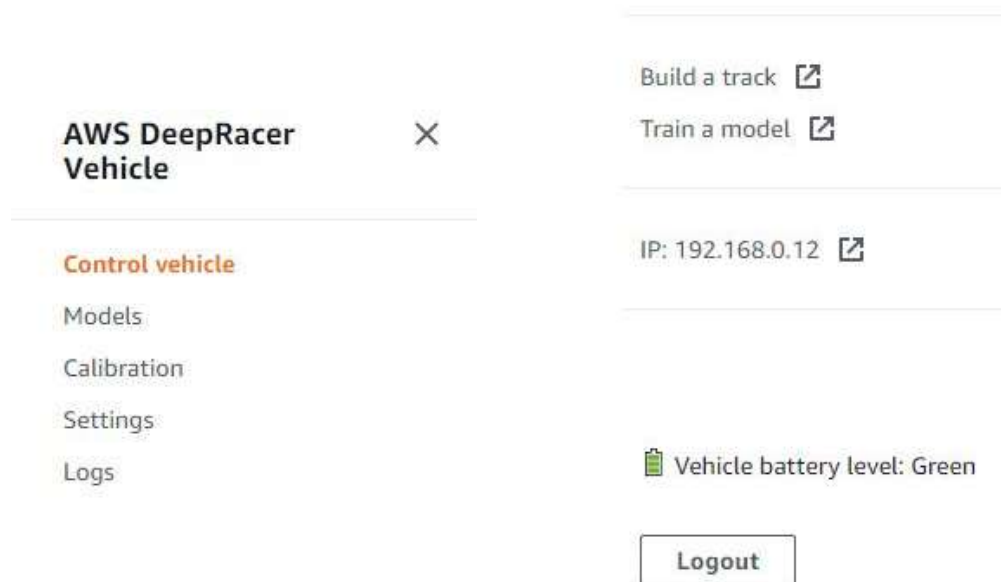 AWS DeepRacer
Vehicle
Control vehicle
Models
Calibration
Settings
Logs
Build a track
Train a model
IP: 192.168.0.12
Vehicle battery level: Green
Logout